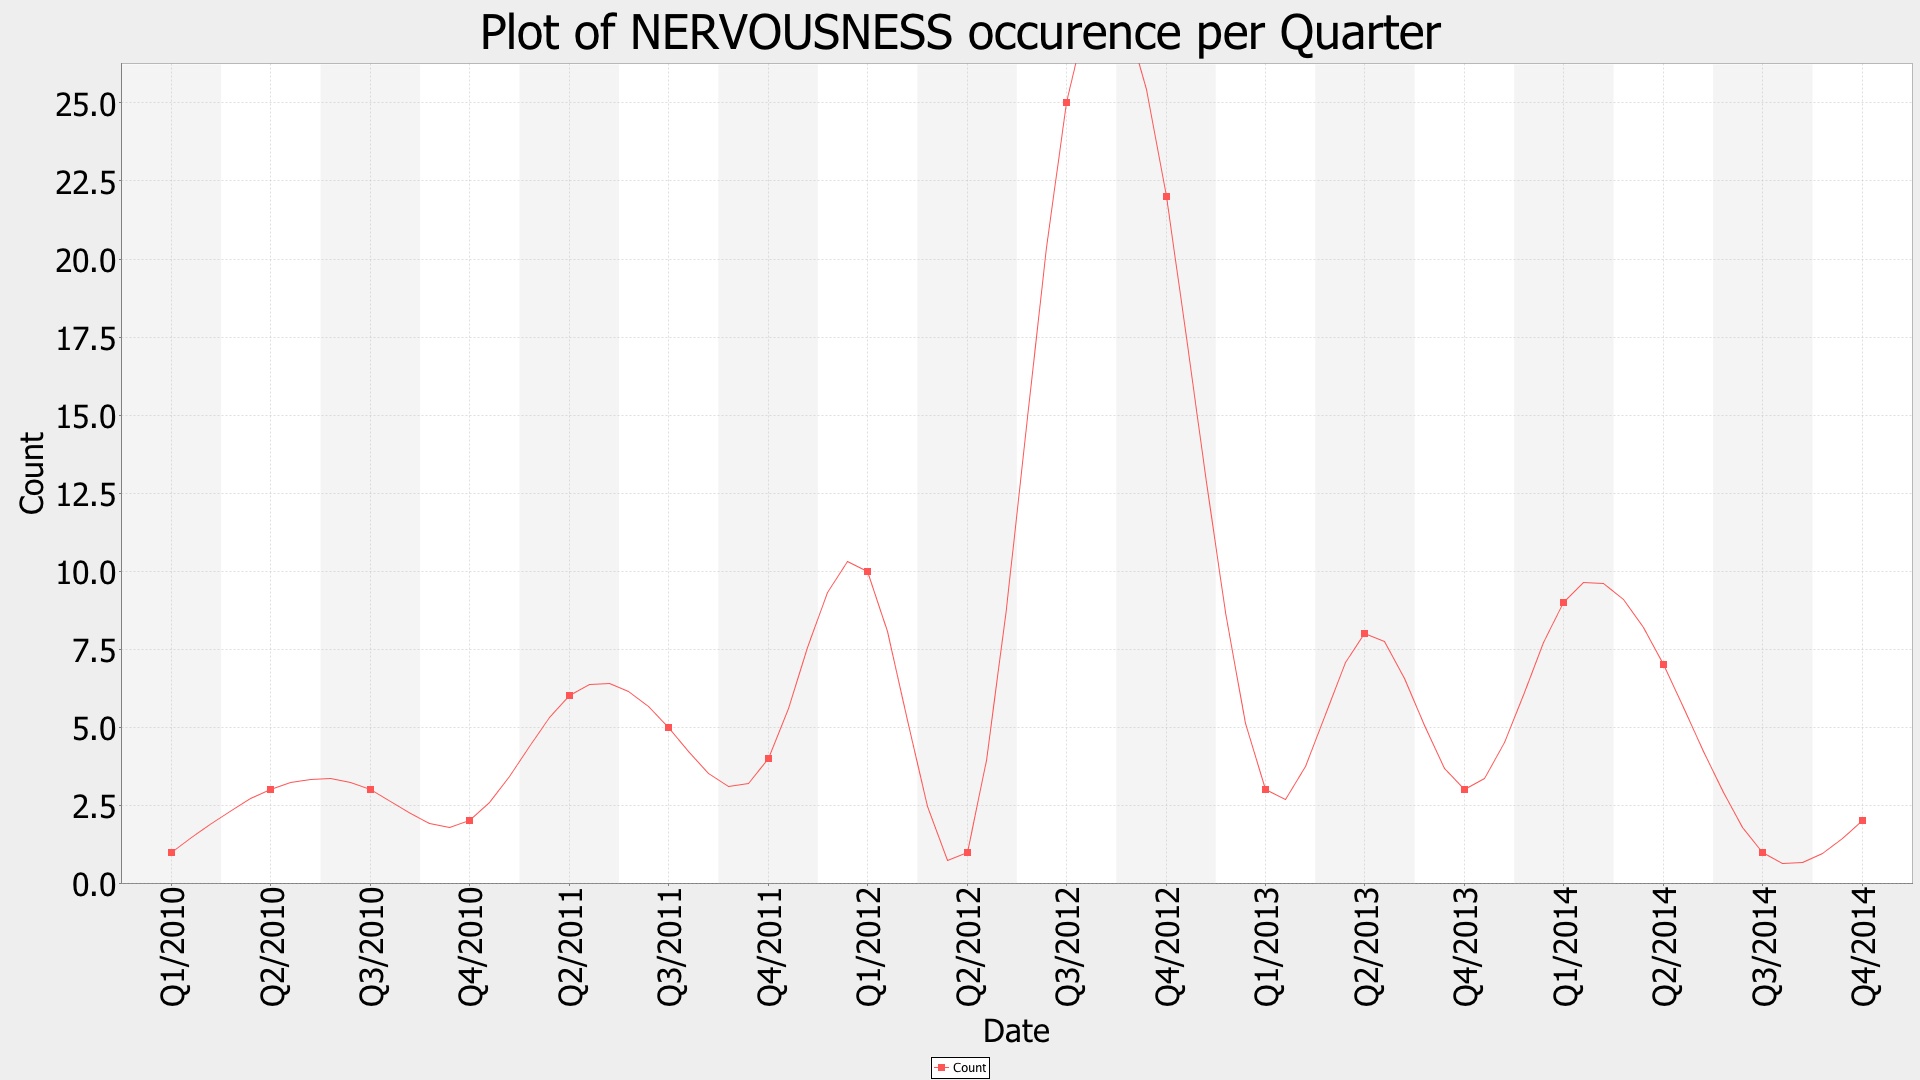 Plot of NERVOUSNESS occurence per Quarter
Count
25.0
22.5
20.0
17.5
15.0
12.5
10.0
7.5
5.0
2.5
0.0
Q1/2010
Q2/2010
Q3/2010
Q4/2010
Q2/2011
Q3/2011
Q4/2011
Q1/2012
Q2/2012
Q3/2012
Q4/2012
Q1/2013
Q2/2013
Q4/2013
Q1/2014
Q2/2014
Q3/2014
Q4/2014
Date
Count